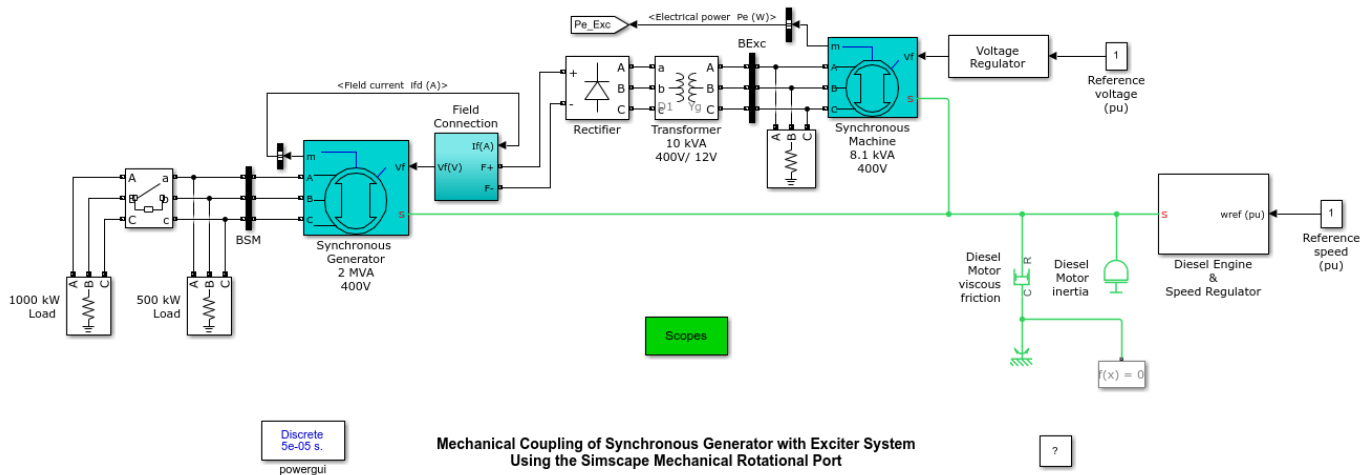 Pe_Exc
<Electrical power Pe (W)>
BExc
m
A
B
C
Vf
S
Synchronous
Machine
8.1 kVA
400V
Voltage
Regulator
1
Reference
voltage
(pu)
+
-
A
B
C
Rectifier
a
b
c
A
B
C
D1
Yg
Transformer
10 kVA
400V/ 12V
A
B
C
<Field current Ifd (A)>
Field
Connection
If(A)
Vf(V)
F+
F-
m
A
B
C
Vf
S
Synchronous
Generator
2 MVA
400V
A
B
C
a
b
c
BSM
A
B
C
1000 kW
Load
A
B
C
500 kW
Load
S
wref (pu)
Diesel Engine
&
Speed Regulator
1
Reference
speed
(pu)
Diesel
Motor
viscous
friction
R
C
Diesel
Motor
inertia
f(x) = 0
Scopes
Discrete
5e-05 s.
powergui
Mechanical Coupling of Synchronous Generator with Exciter System
Using the Simscape Mechanical Rotational Port
?